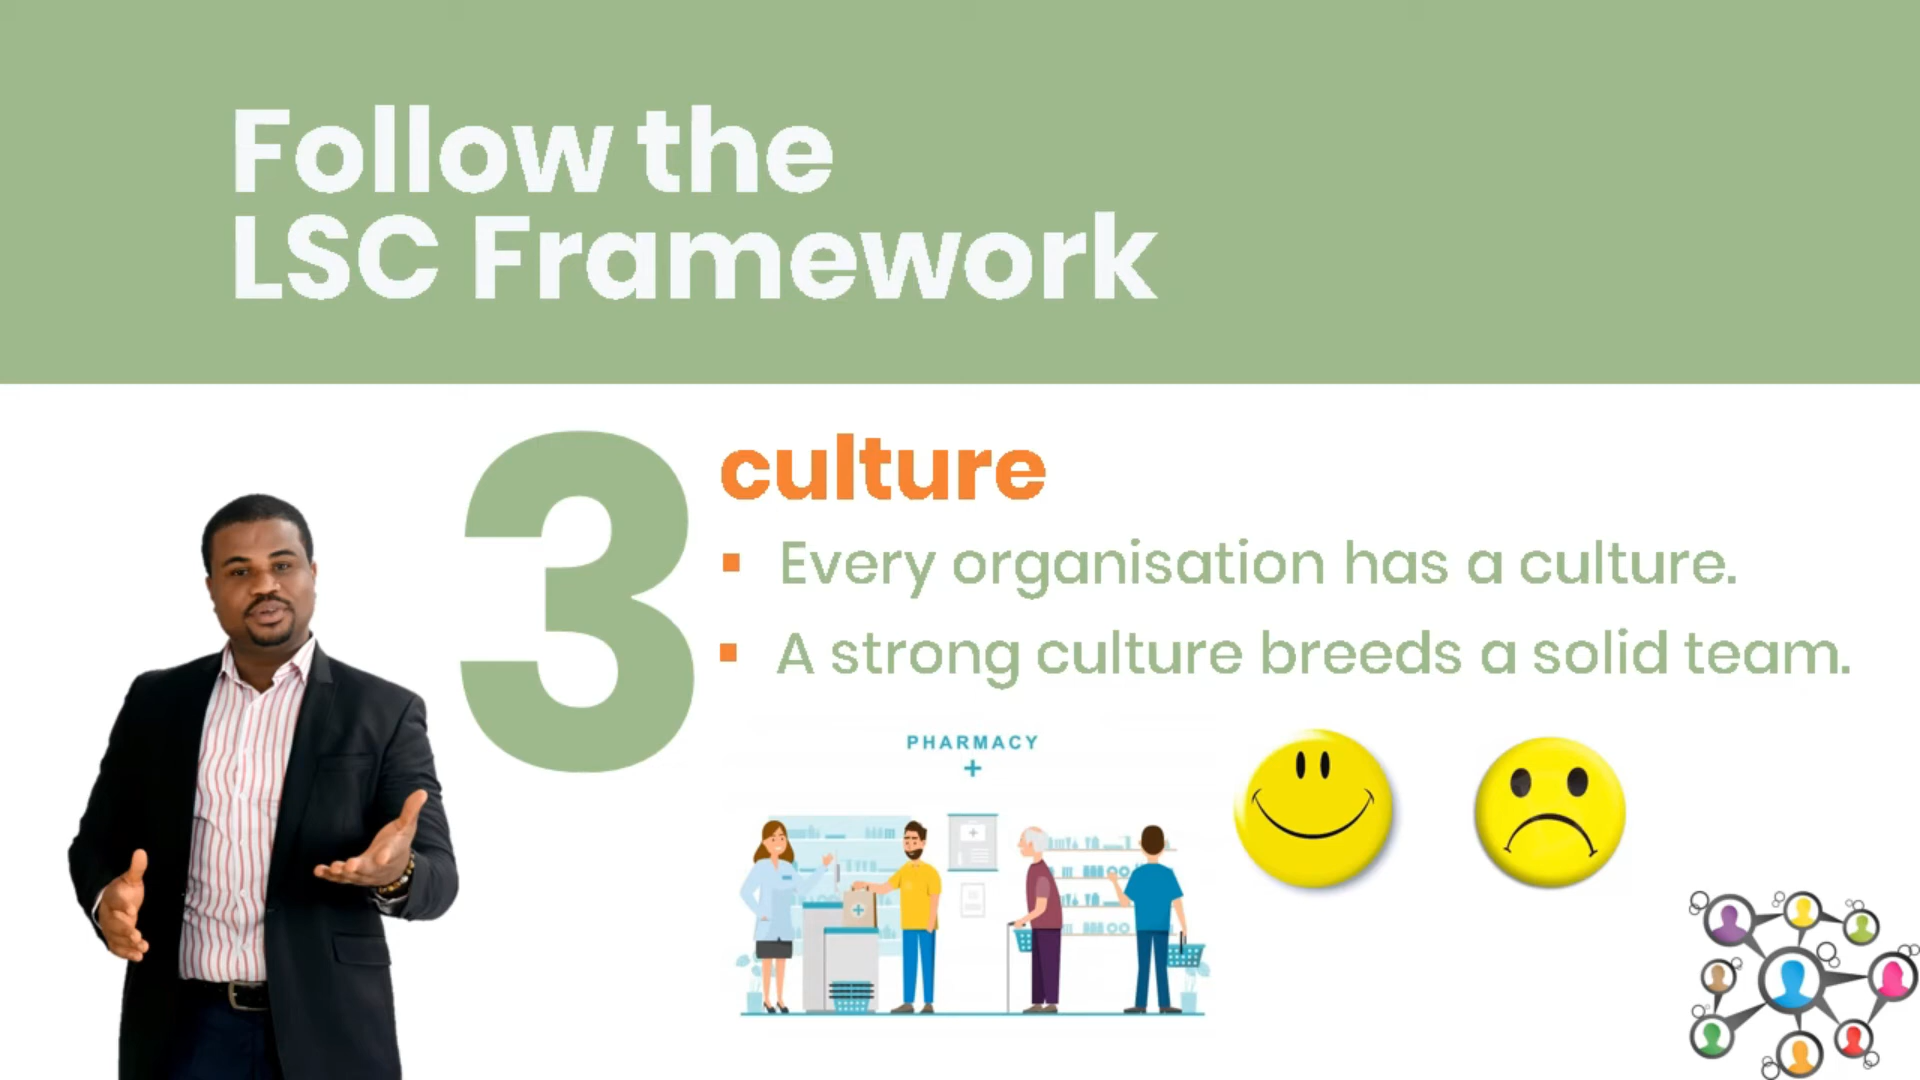 Follow the
LSC Framework
3
culture
▪ Every organisation has a culture.
▪ A strong culture breeds a solid team.
PHARMACY